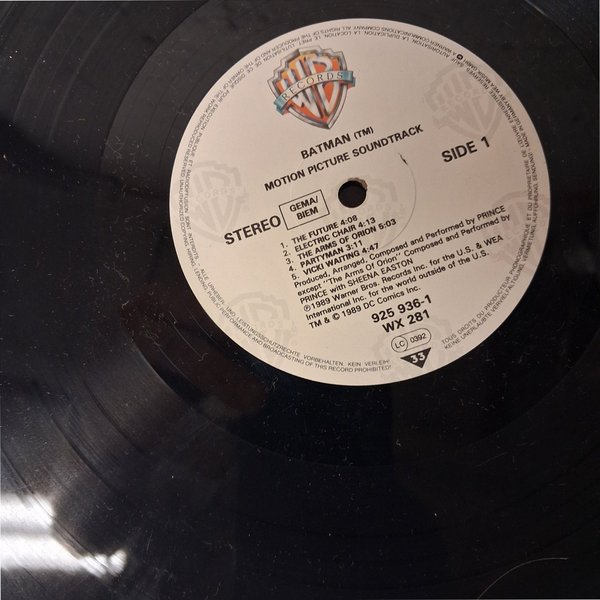 WB
RECORDS
BATMAN (TM)
MOTION PICTURE SOUNDTRACK
SIDE 1
STEREO
GEMA/
BIEM
1. THE FUTURE 4:08
2. ELECTRIC CHAIR 4:13
3. THE ARMS OF ORION 5:03
4. PARTYMAN 3:11
5. VICKI WAITING 4:47
Produced, Arranged, Composed and Performed by PRINCE
except "The Arms Of Orion" Composed and Performed by
PRINCE with SHEENA EASTON
℗ 1989 Warner Bros. Records Inc. for the U.S. & WEA
International Inc. for the world outside of the U.S.
TM & © 1989 DC Comics Inc.
925 936-1
WX 281
LC 0392
33